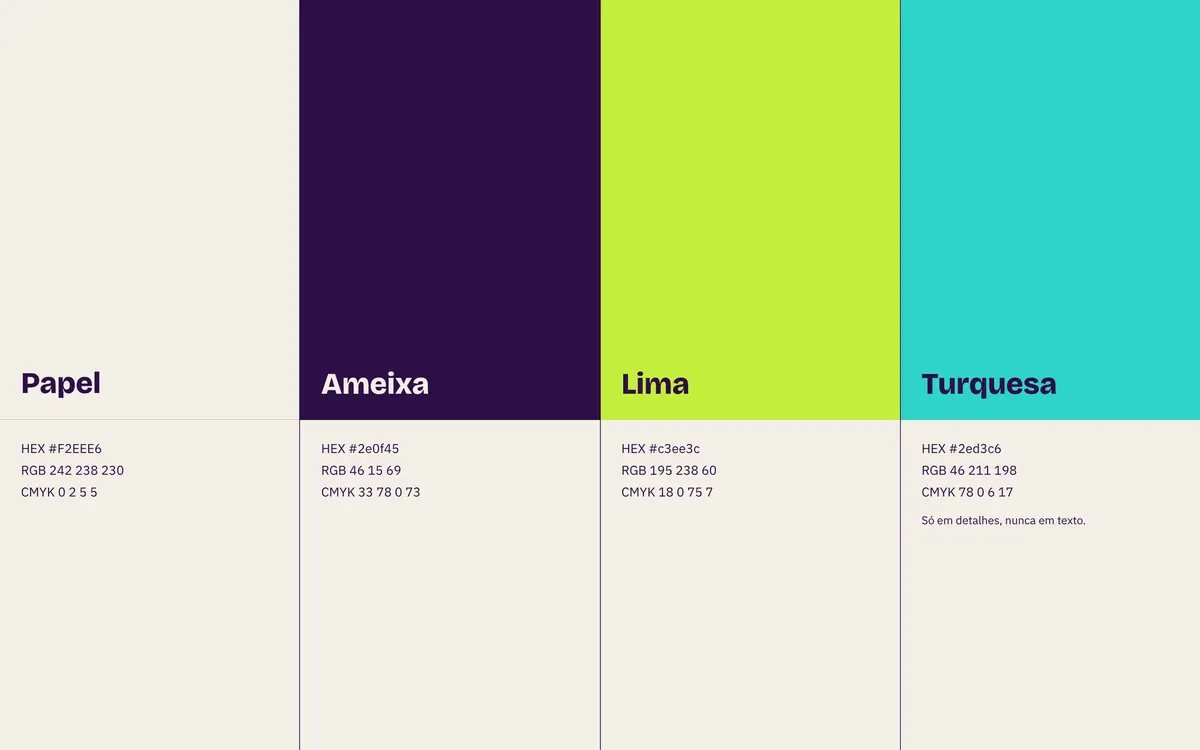 Papel
HEX #F2EEE6
RGB 242 238 230
CMYK 0 2 5 5
Ameixa
HEX #2e0f45
RGB 46 15 69
CMYK 33 78 0 73
Lima
HEX #c3ee3c
RGB 195 238 60
CMYK 18 0 75 7
Turquesa
HEX #2ed3c6
RGB 46 211 198
CMYK 78 0 6 17
Só em detalhes, nunca em texto.